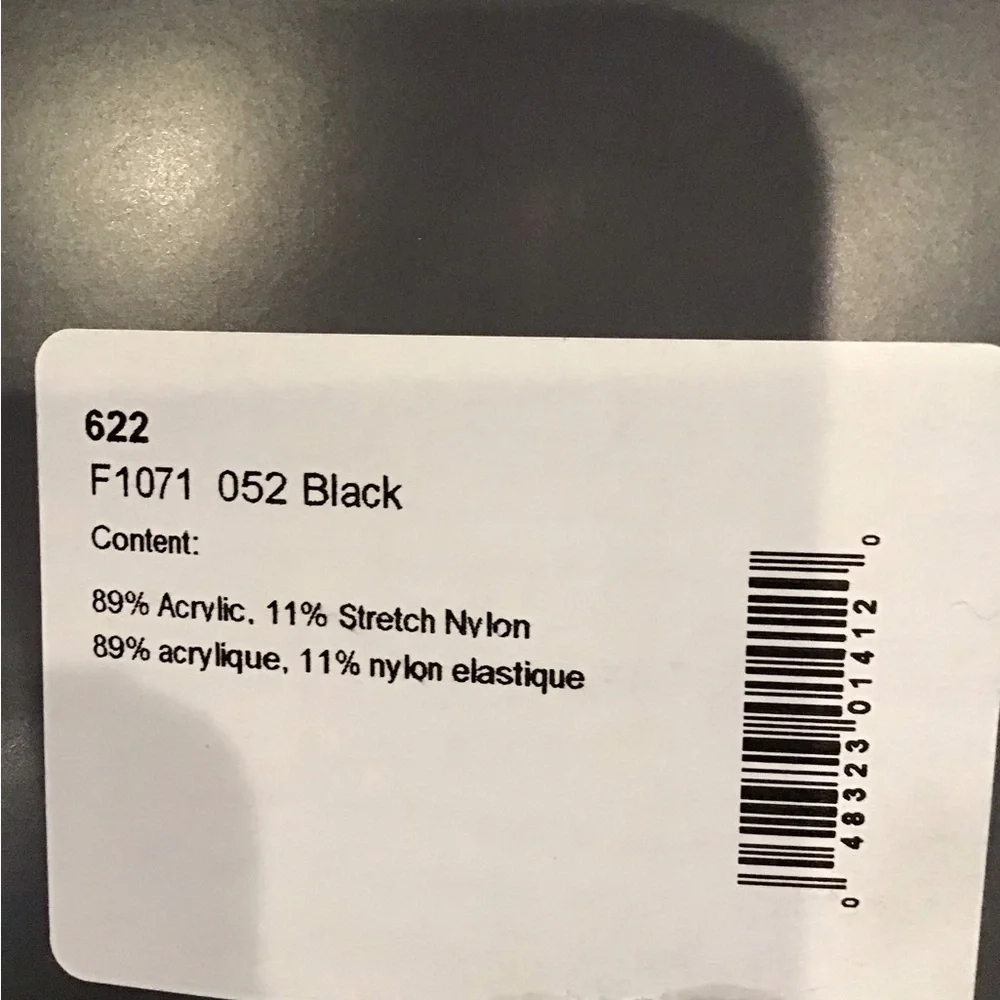 622
F1071 052 Black
Content:
89% Acrylic, 11% Stretch Nylon
89% acrylique, 11% nylon elastique
0 48323 01412 0